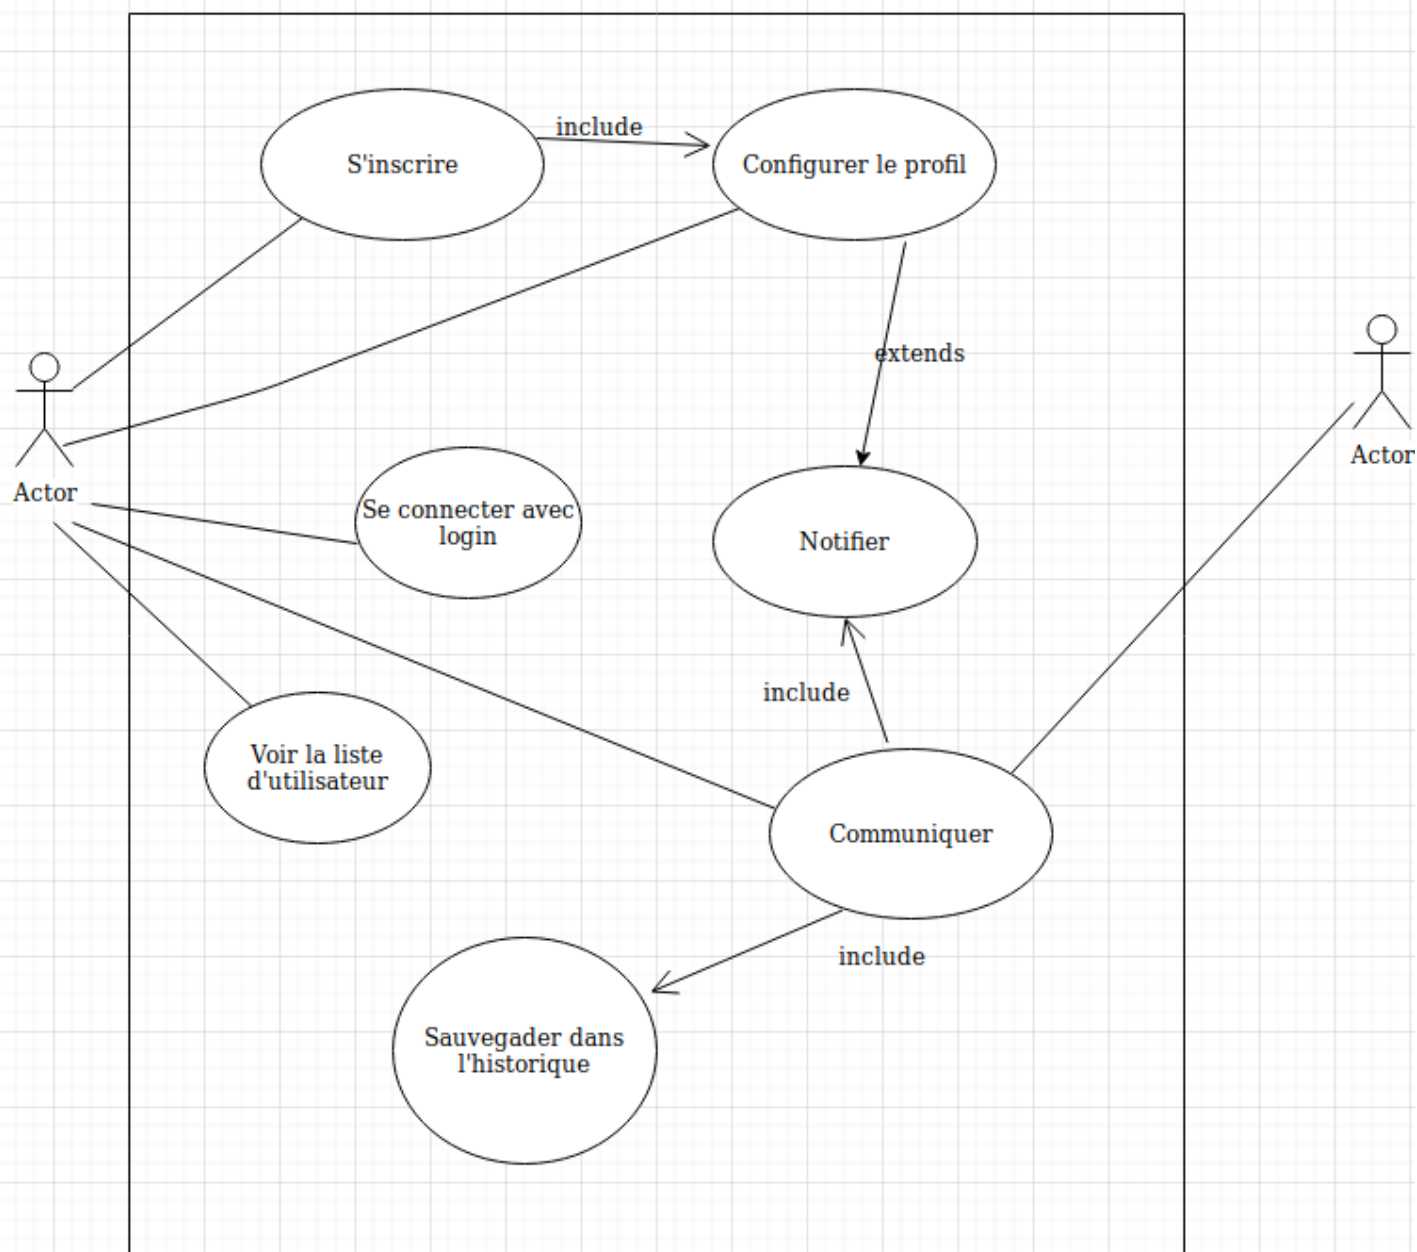 include
S'inscrire
Configurer le profil
extends
Actor
Actor
Se connecter avec
login
Notifier
include
Voir la liste
d'utilisateur
Communiquer
include
Sauvegader dans
l'historique